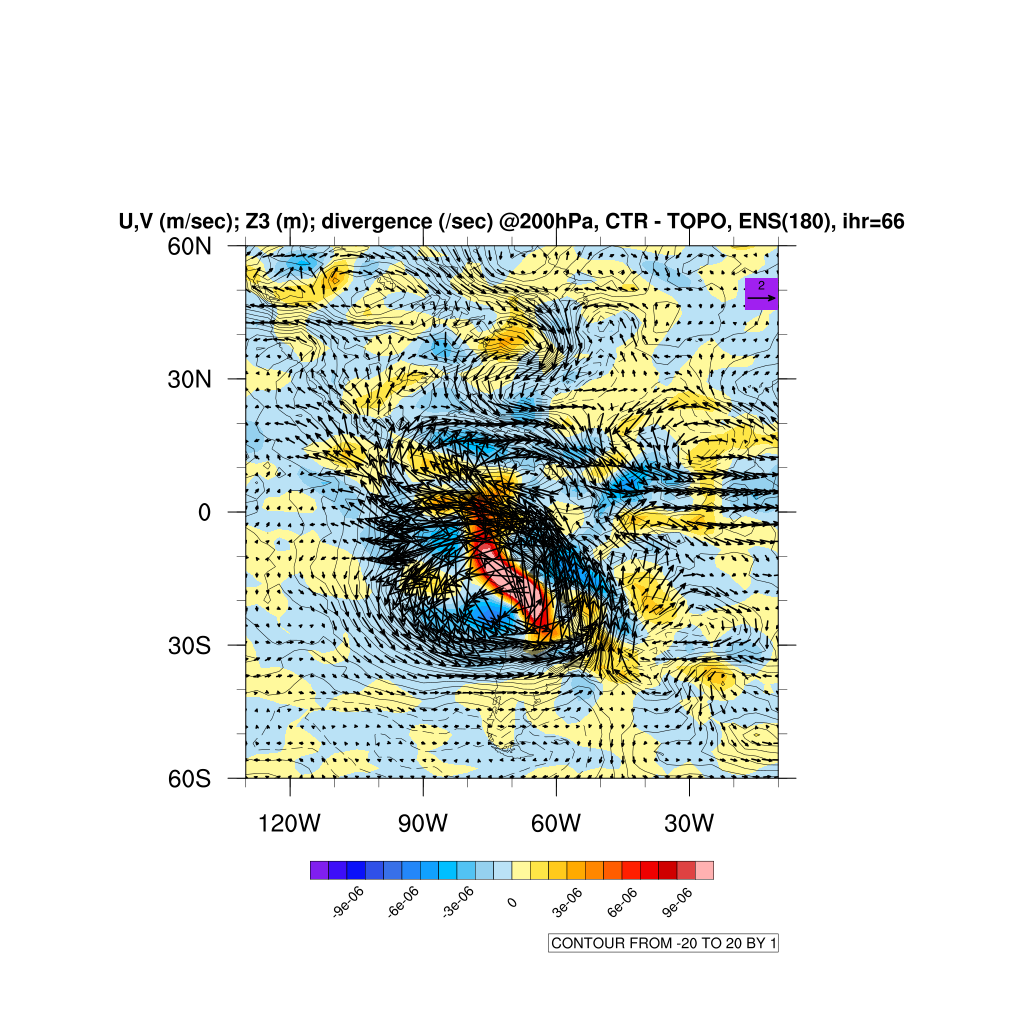 U,V (m/sec); Z3 (m); divergence (/sec) @200hPa, CTR - TOPO, ENS(180), ihr=66
60N
2
30N
0
30S
60S
120W 90W 60W 30W
-9e-06 -6e-06 -3e-06 0 3e-06 6e-06 9e-06
CONTOUR FROM -20 TO 20 BY 1